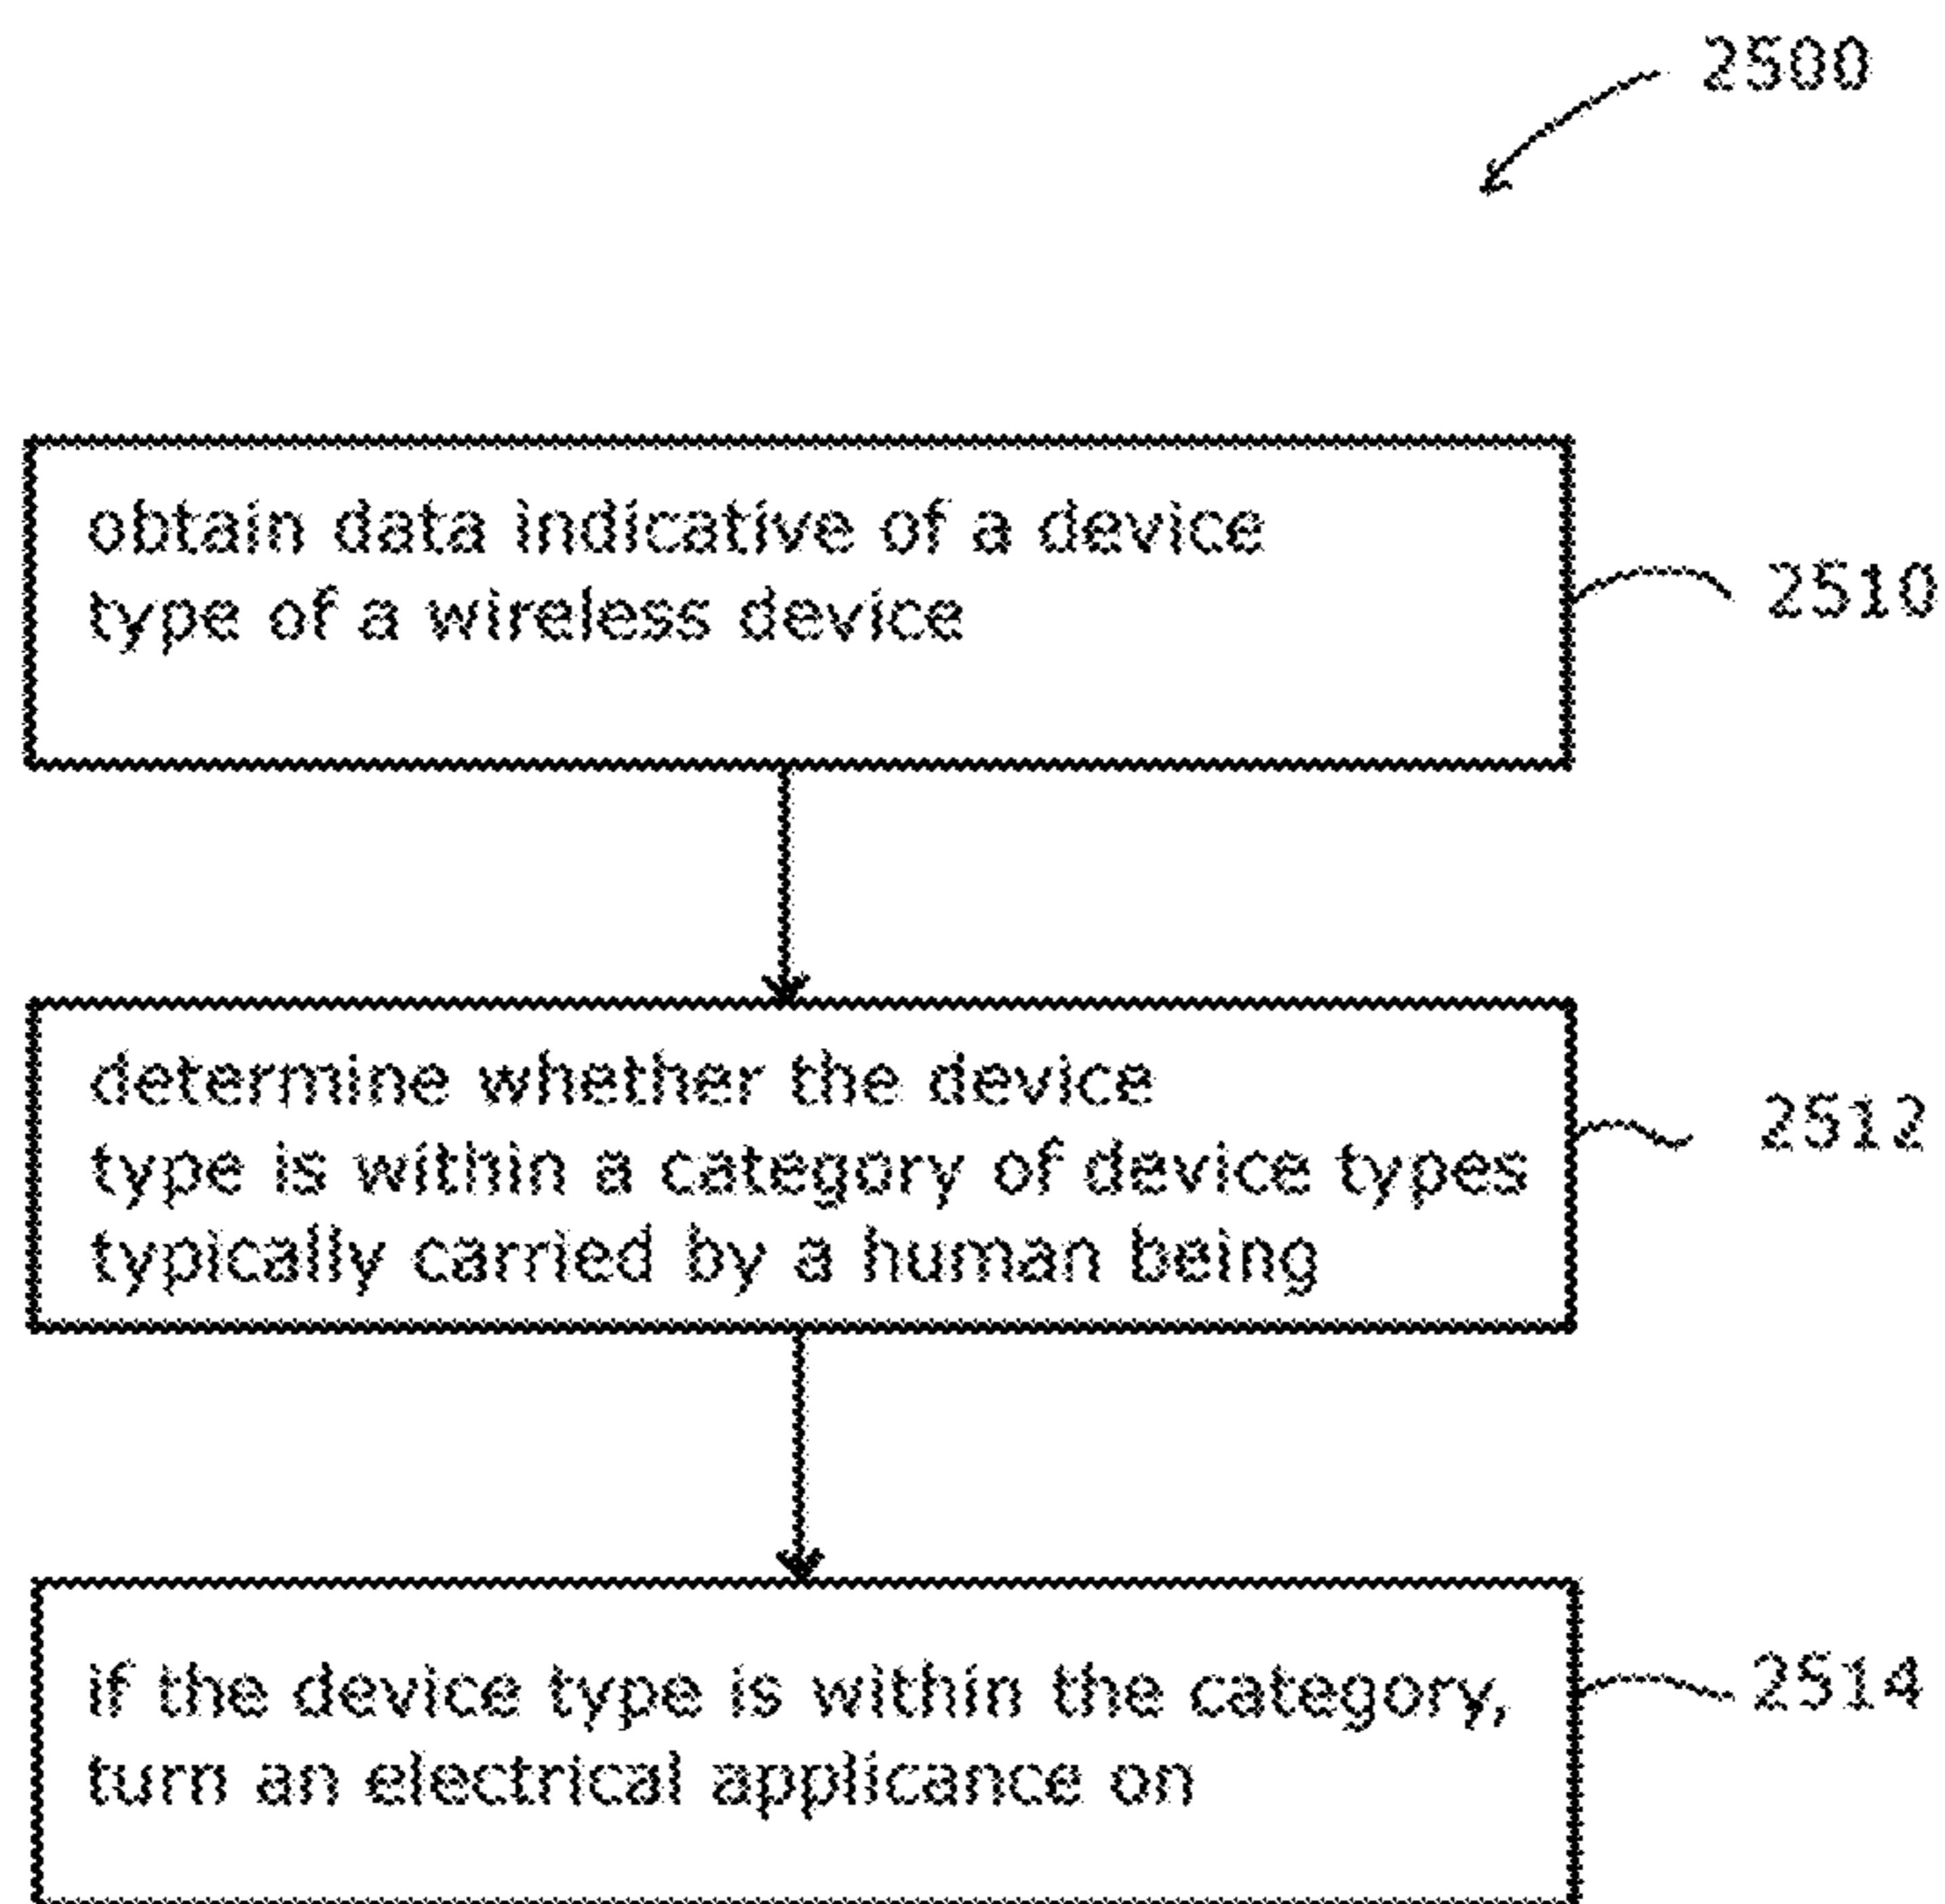 2500
obtain data indicative of a device
type of a wireless device
2510
determine whether the device
type is within a category of device types
typically carried by a human being
2512
if the device type is within the category,
turn an electrical applicance on
2514